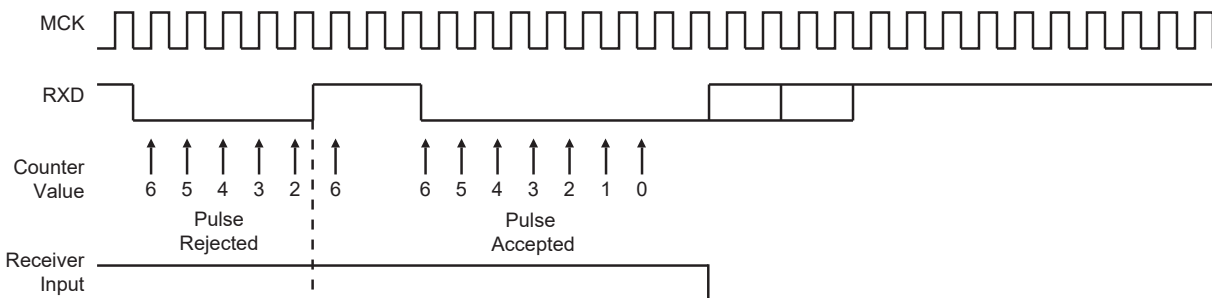 MCK
RXD
Counter
Value
6 5 4 3 2 6 6 5 4 3 2 1 0
Pulse
Rejected
Pulse
Accepted
Receiver
Input